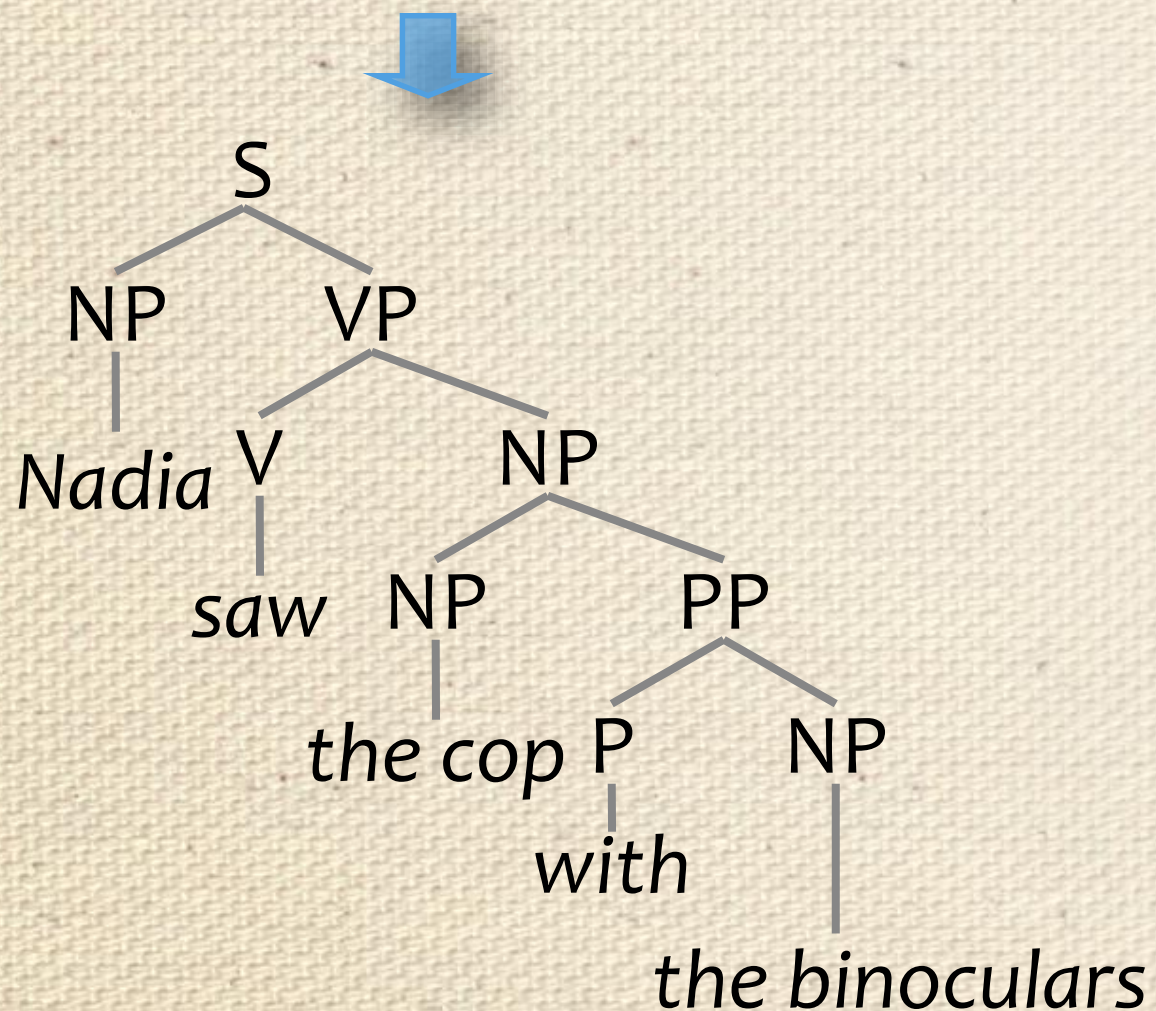 S
NP VP
Nadia V NP
saw NP PP
the cop P NP
with
the binoculars